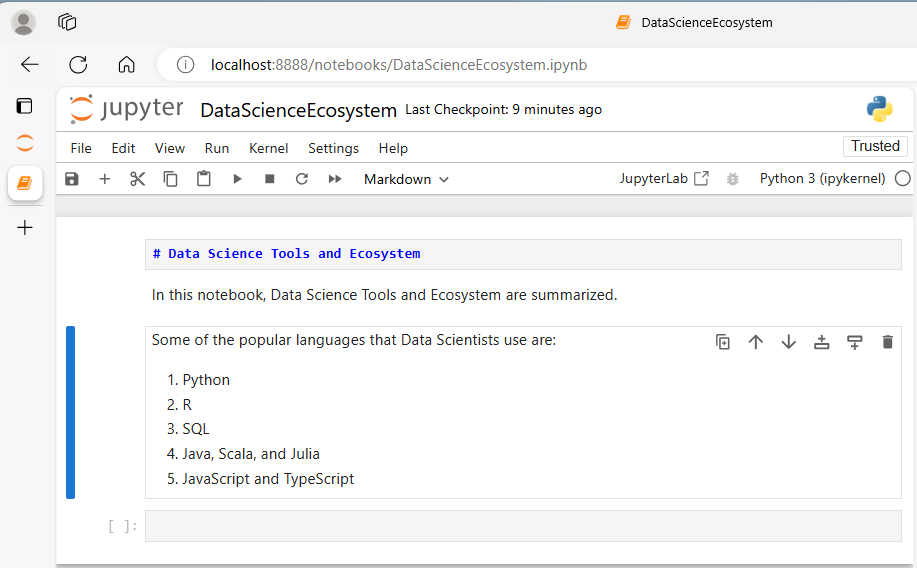 DataScienceEcosystem
localhost:8888/notebooks/DataScienceEcosystem.ipynb
jupyter DataScienceEcosystem Last Checkpoint: 9 minutes ago
File Edit View Run Kernel Settings Help Trusted
Markdown JupyterLab Python 3 (ipykernel)
# Data Science Tools and Ecosystem
In this notebook, Data Science Tools and Ecosystem are summarized.
Some of the popular languages that Data Scientists use are:
1. Python
2. R
3. SQL
4. Java, Scala, and Julia
5. JavaScript and TypeScript
[ ]: